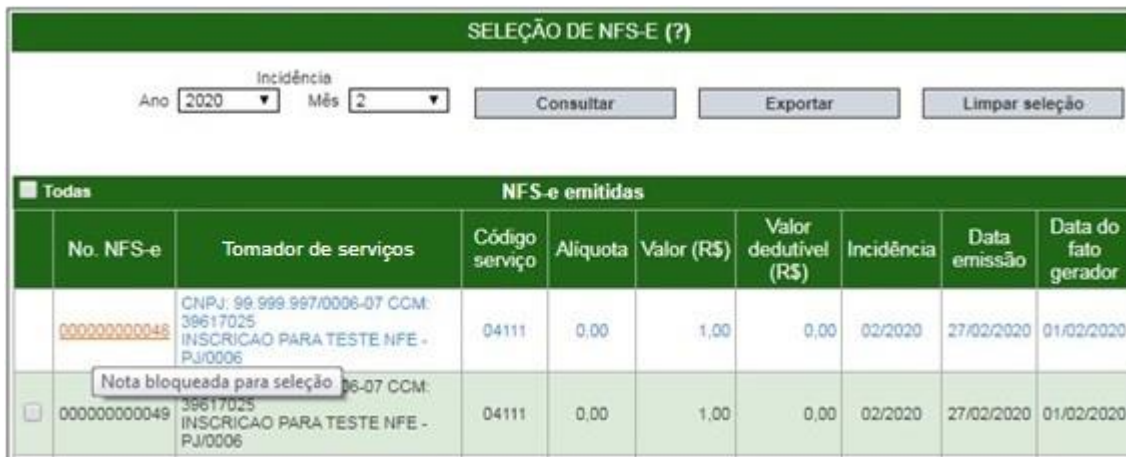 SELEÇÃO DE NFS-E (?)
Incidência
Ano 2020 Mês 2 Consultar Exportar Limpar seleção
Todas NFS-e emitidas
No. NFS-e Tomador de serviços Código serviço Alíquota Valor (R$) Valor dedutível (R$) Incidência Data emissão Data do fato gerador
CNPJ: 99.999.997/0006-07 CCM:
39617025
000000000048 INSCRICAO PARA TESTE NFE - 04111 0,00 1,00 0,00 02/2020 27/02/2020 01/02/2020
PJ/0006
Nota bloqueada para seleção 06-07 CCM:
39617025
000000000049 INSCRICAO PARA TESTE NFE - 04111 0,00 1,00 0,00 02/2020 27/02/2020 01/02/2020
PJ/0006